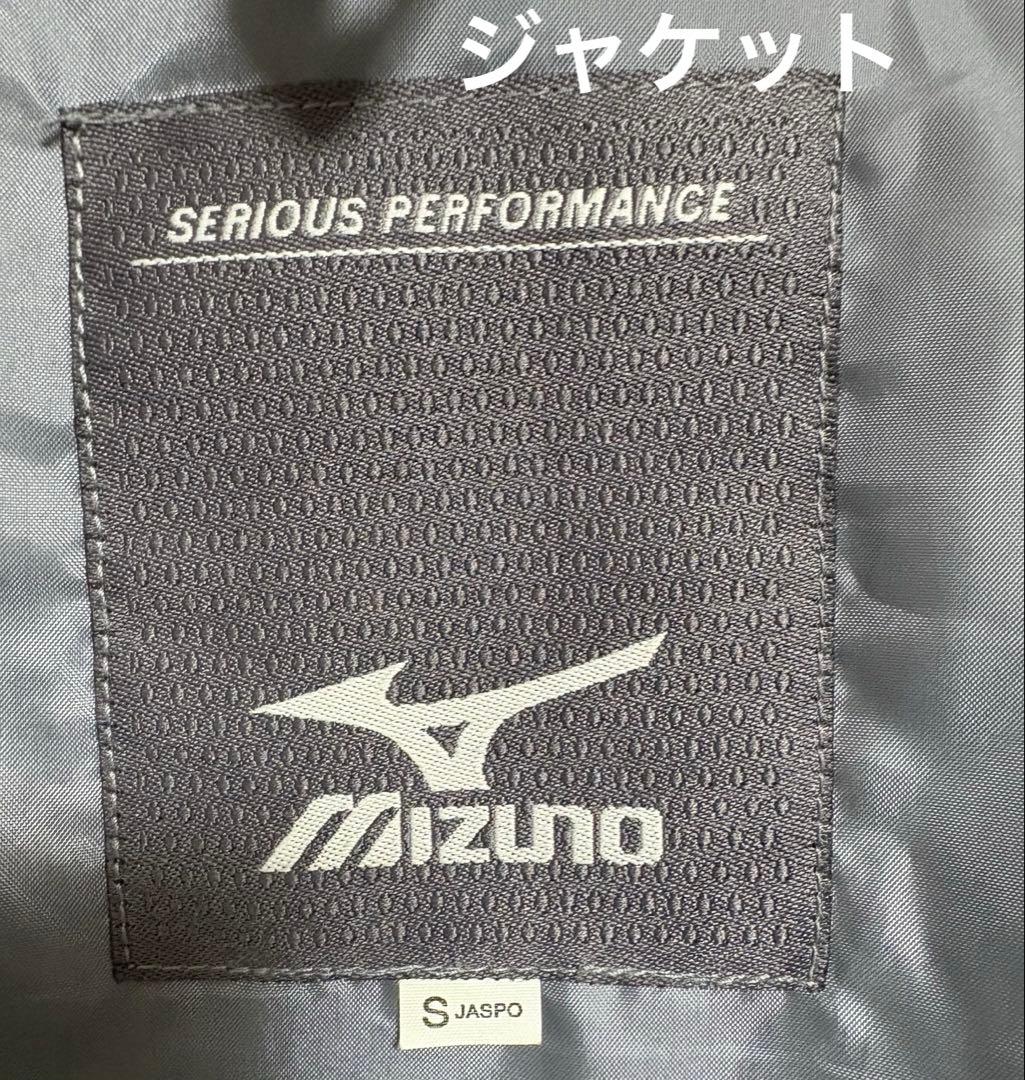 ジャケット
SERIOUS PERFORMANCE
MIZUNO
S JASPO